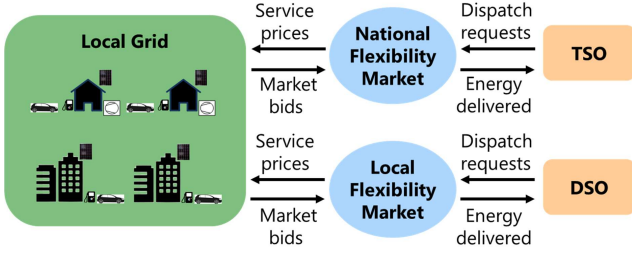 Local Grid
Service
prices
Market
bids
National
Flexibility
Market
Dispatch
requests
Energy
delivered
TSO
Service
prices
Market
bids
Local
Flexibility
Market
Dispatch
requests
Energy
delivered
DSO